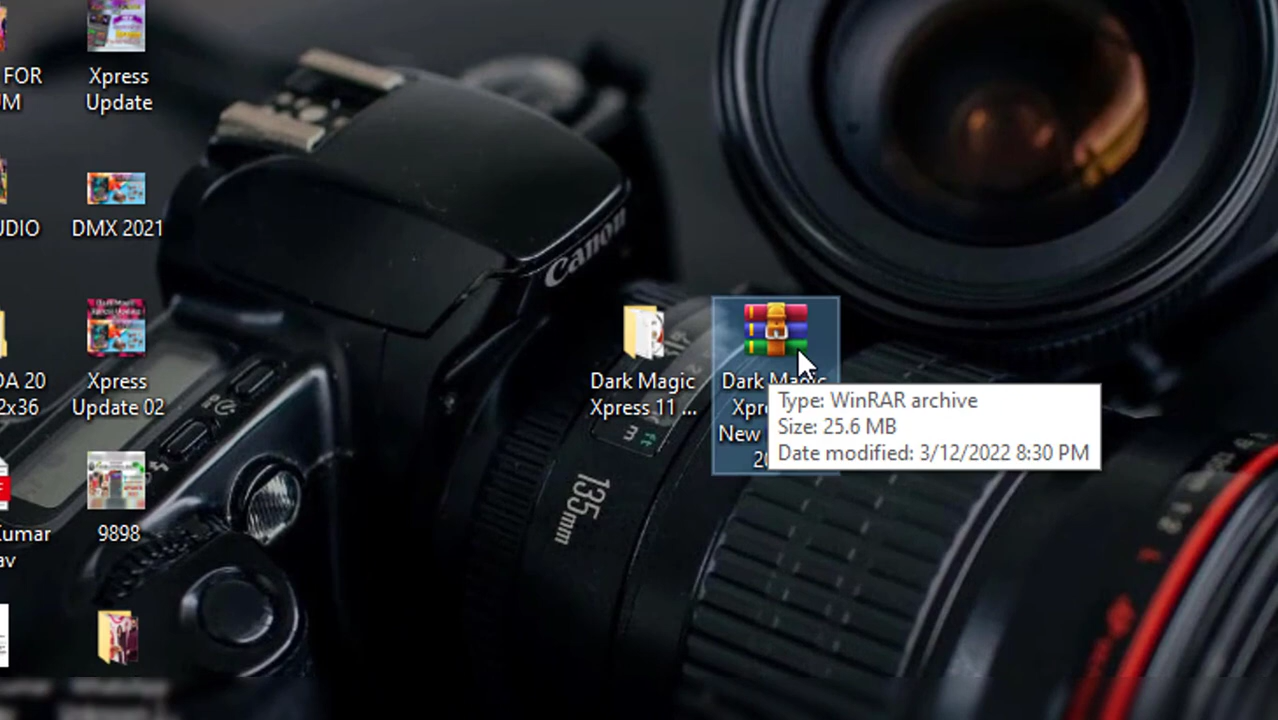 FOR
UM
Xpress
Update
UDIO
DMX 2021
DA 20
2x36
Xpress
Update 02
Kumar
av
9898
Canon
135mm
Dark Magic
Xpress 11 ...
Dark Magic
Xpre
New
20
Type: WinRAR archive
Size: 25.6 MB
Date modified: 3/12/2022 8:30 PM
m
ft